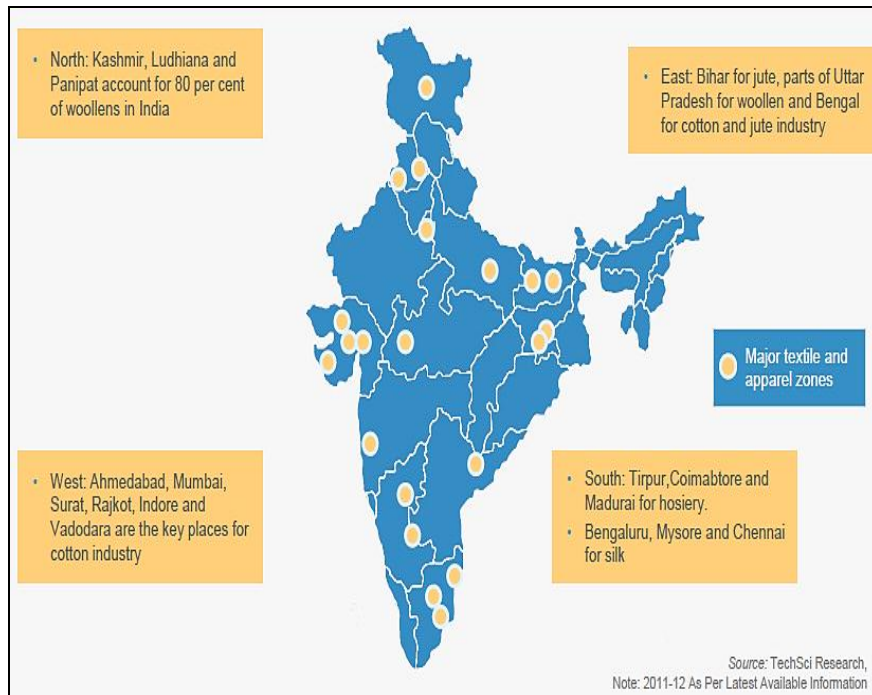 • North: Kashmir, Ludhiana and
Panipat account for 80 per cent
of woollens in India
• East: Bihar for jute, parts of Uttar
Pradesh for woollen and Bengal
for cotton and jute industry
Major textile and
apparel zones
• West: Ahmedabad, Mumbai,
Surat, Rajkot, Indore and
Vadodara are the key places for
cotton industry
• South: Tirpur,Coimabtore and
Madurai for hosiery.
• Bengaluru, Mysore and Chennai
for silk
Source: TechSci Research,
Note: 2011-12 As Per Latest Available Information